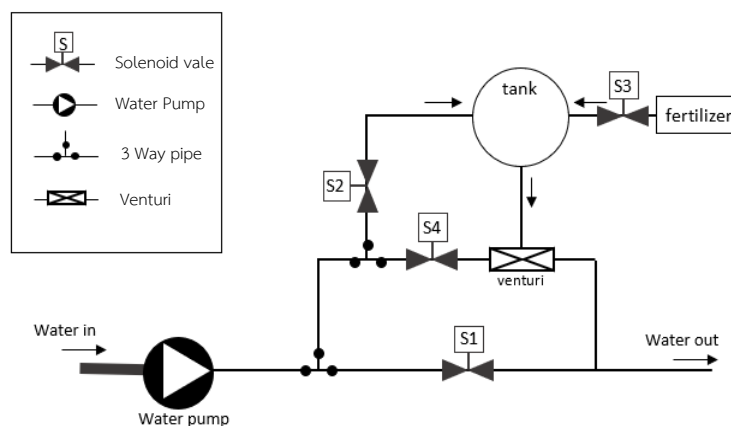 S
Solenoid vale
Water Pump
3 Way pipe
Venturi
tank
S3
fertilizer
S2
S4
venturi
Water in
S1
Water out
Water pump